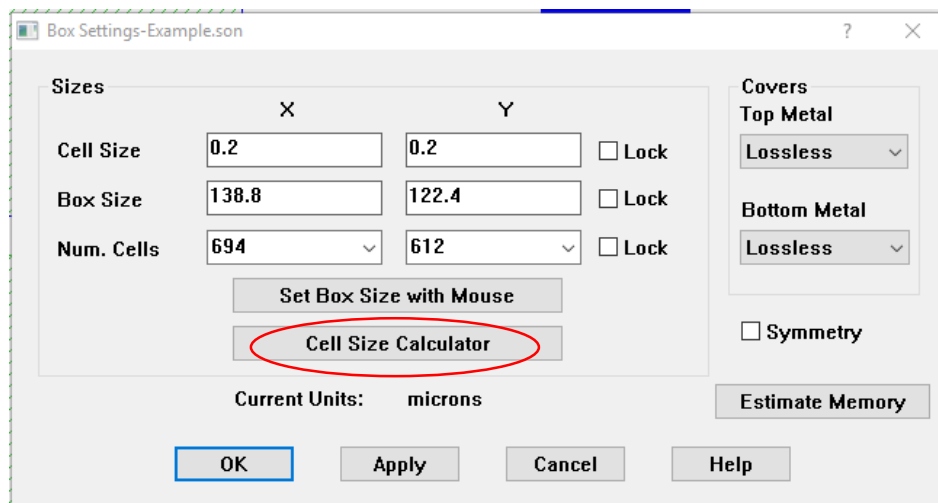 Box Settings-Example.son
?
Sizes
Covers
X Y
Top Metal
Cell Size 0.2 0.2 Lock
Lossless
Box Size 138.8 122.4 Lock
Bottom Metal
Num. Cells 694 612 Lock
Lossless
Set Box Size with Mouse
Cell Size Calculator
Symmetry
Current Units: microns
Estimate Memory
OK Apply Cancel Help